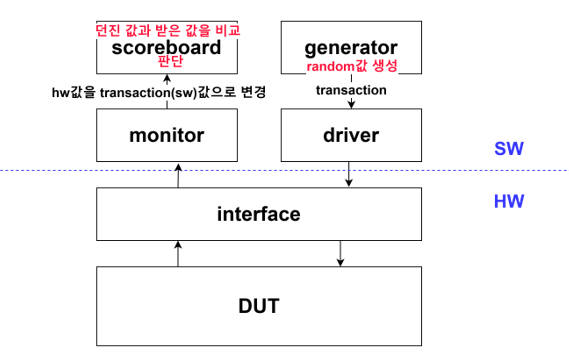 던진 값과 받은 값을 비교
scoreboard
판단
generator
random값 생성
hw값을 transaction(sw)값으로 변경
transaction
monitor
driver
SW
HW
interface
DUT